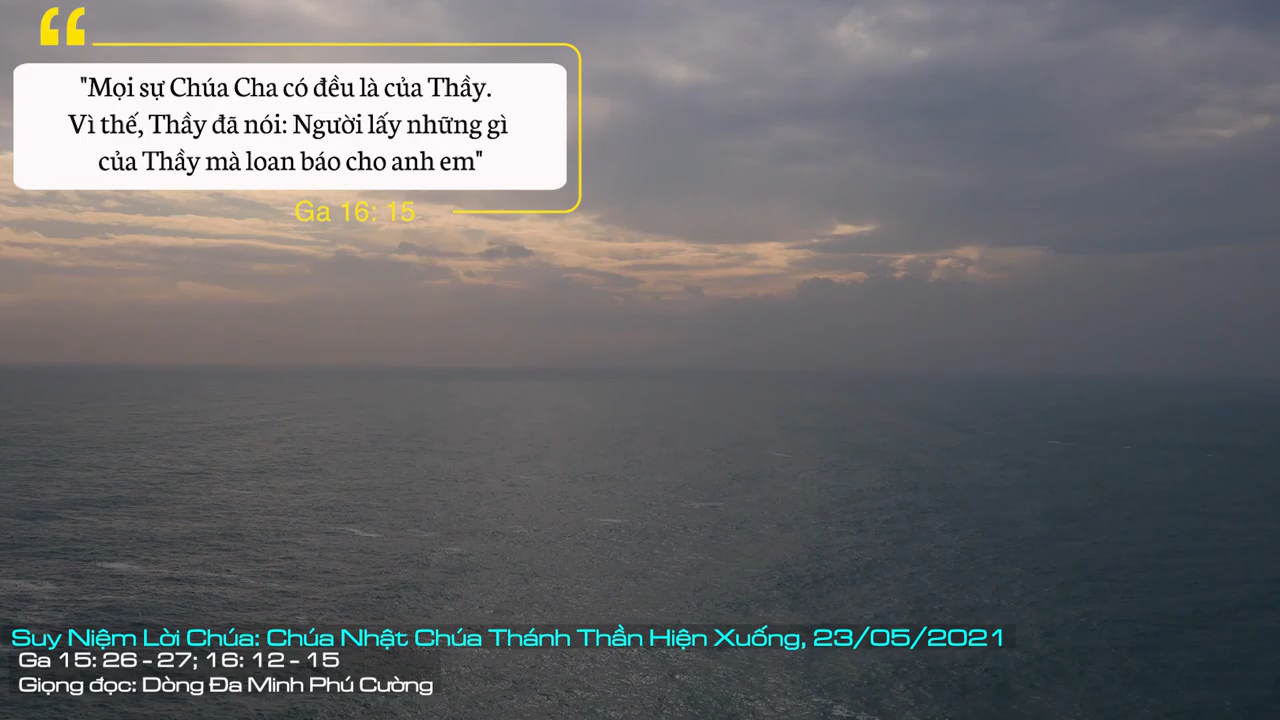 "Mọi sự Chúa Cha có đều là của Thầy.
Vì thế, Thầy đã nói: Người lấy những gì
của Thầy mà loan báo cho anh em"
Ga 16: 15
Suy Niệm Lời Chúa: Chúa Nhật Chúa Thánh Thần Hiện Xuống, 23/05/2021
Ga 15: 26 - 27; 16: 12 - 15
Giọng đọc: Dòng Đa Minh Phú Cường